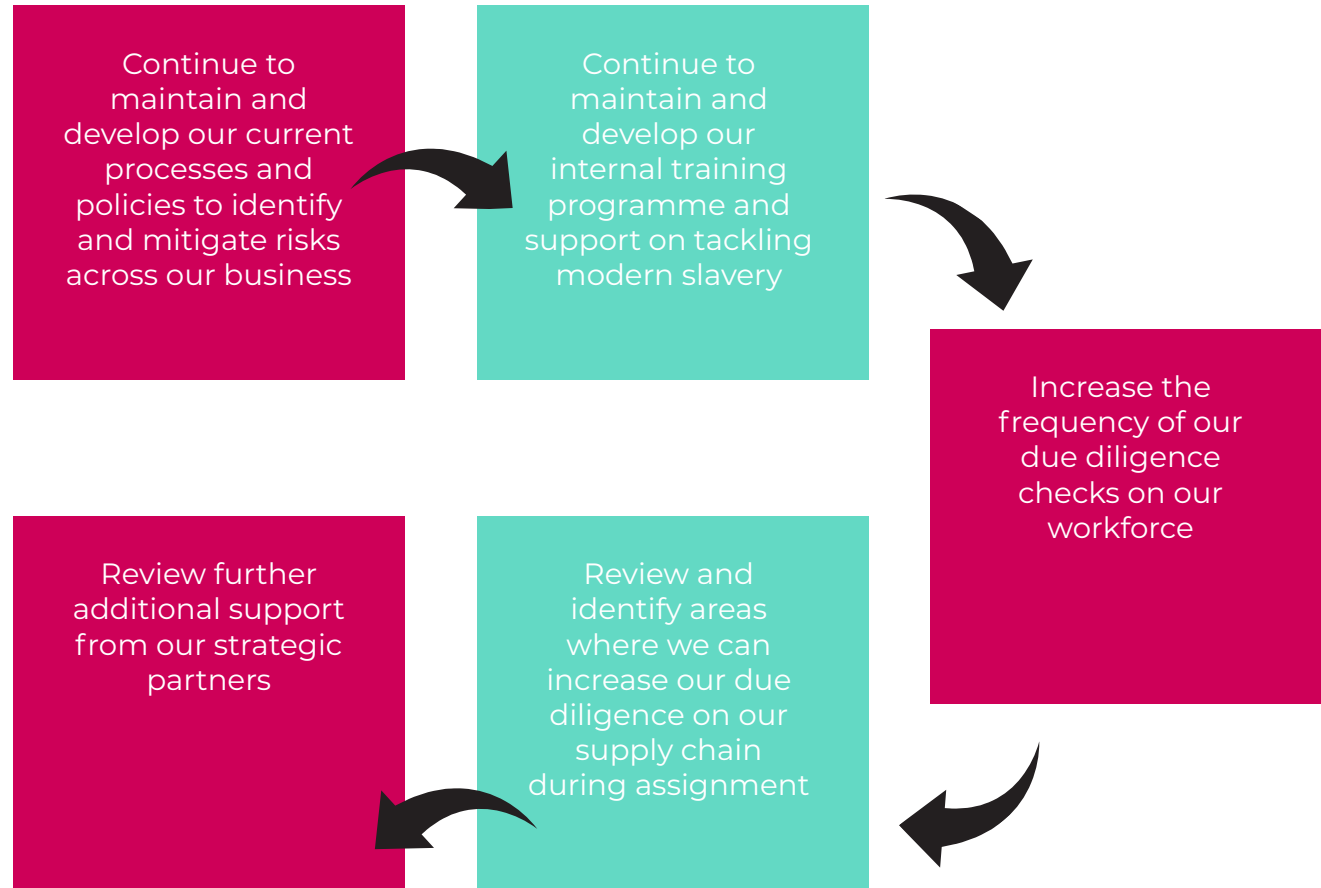 Continue to
maintain and
develop our current
processes and
policies to identify
and mitigate risks
across our business
Continue to
maintain and
develop our
internal training
programme and
support on tackling
modern slavery
Increase the
frequency of our
due diligence
checks on our
workforce
Review and
identify areas
where we can
increase our due
diligence on our
supply chain
during assignment
Review further
additional support
from our strategic
partners